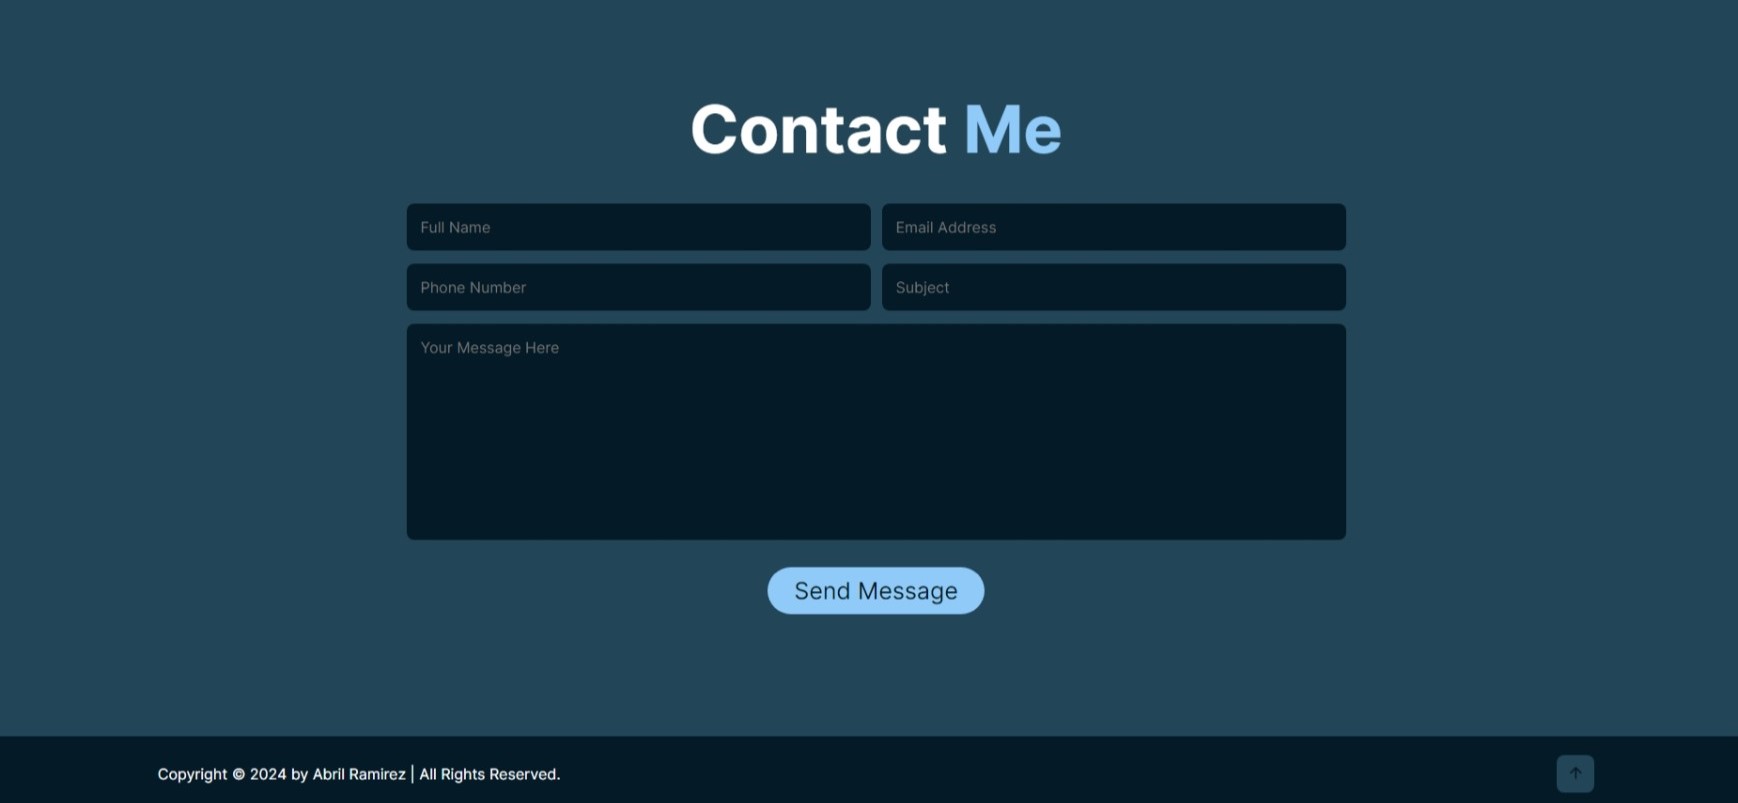 Contact Me
Full Name
Email Address
Phone Number
Subject
Your Message Here
Send Message
Copyright © 2024 by Abril Ramirez | All Rights Reserved.